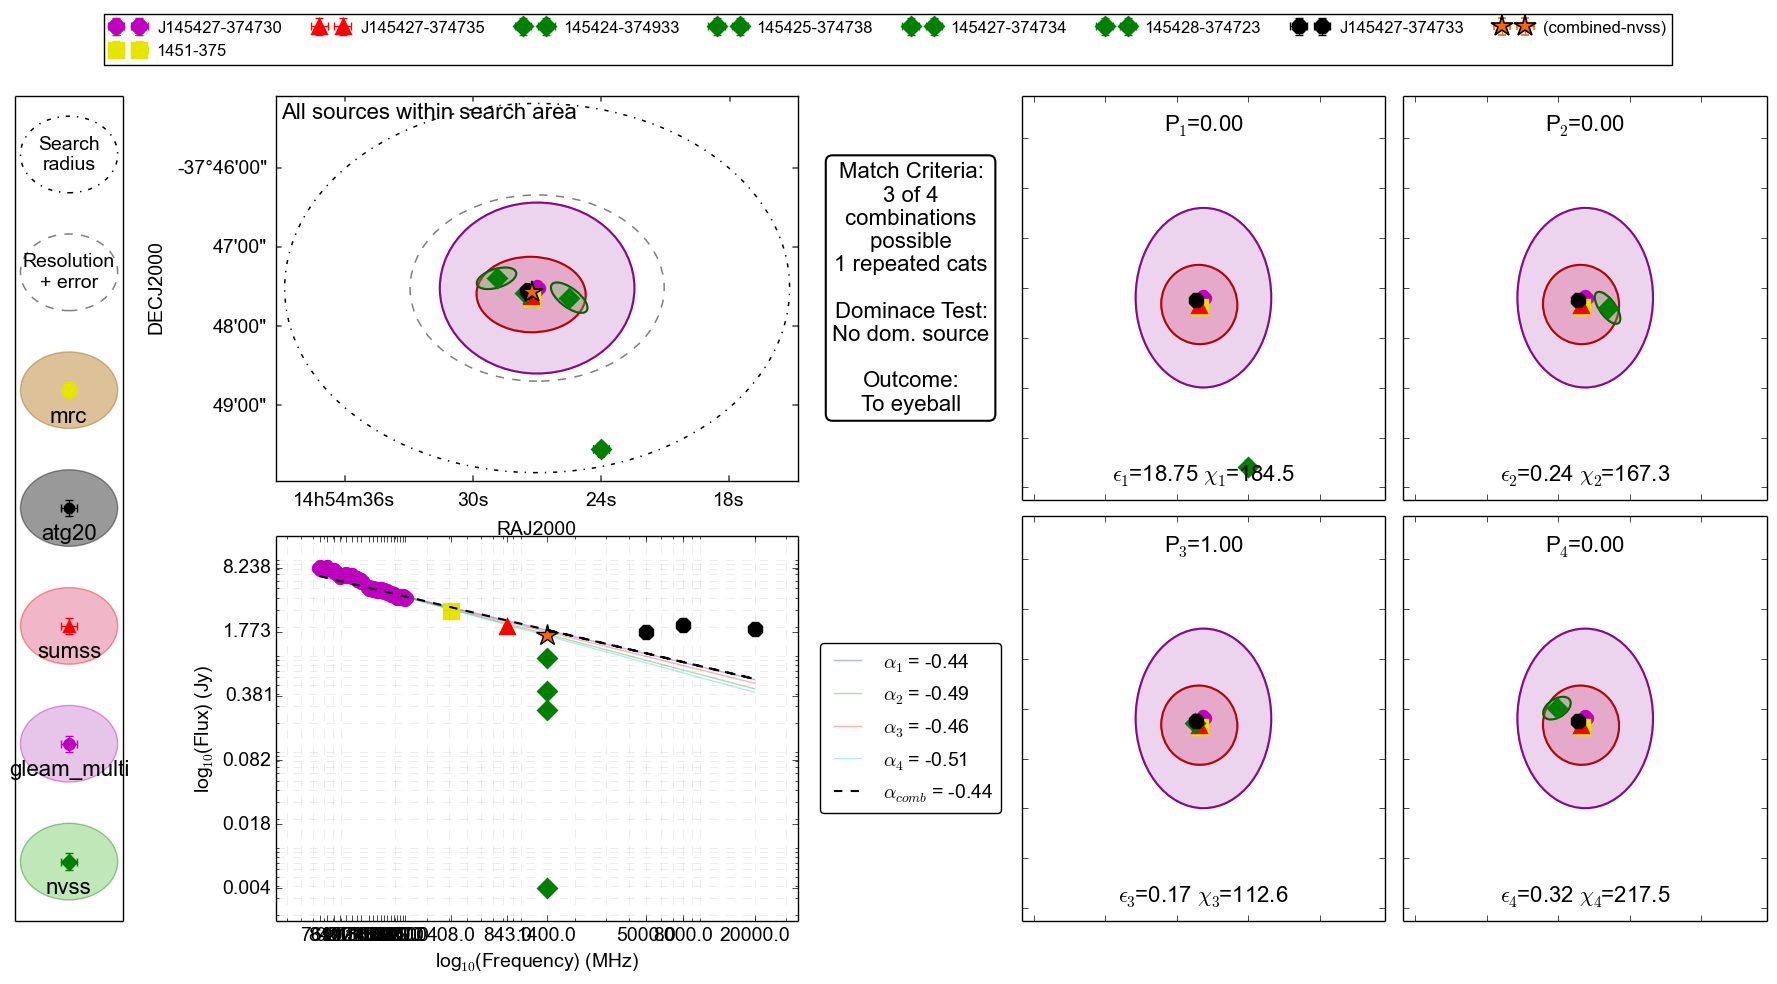 J145427-374730 J145427-374735 145424-374933 145425-374738 145427-374734 145428-374723 J145427-374733 (combined-nvss)
1451-375
Search
radius
Resolution
+ error
mrc
atg20
sumss
gleam_multi
nvss
All sources within search area
DECJ2000
-37°46'00"
47'00"
48'00"
49'00"
14h54m36s 30s 24s 18s
RAJ2000
Match Criteria:
3 of 4
combinations
possible
1 repeated cats
Dominace Test:
No dom. source
Outcome:
To eyeball
P1=0.00
ϵ1=18.75 χ1=184.5
P2=0.00
ϵ2=0.24 χ2=167.3
log10(Flux) (Jy)
8.238
1.773
0.381
0.082
0.018
0.004
408.0 843.0 1400.0 5000.0 8000.0 20000.0
log10(Frequency) (MHz)
α1 = -0.44
α2 = -0.49
α3 = -0.46
α4 = -0.51
αcomb = -0.44
P3=1.00
ϵ3=0.17 χ3=112.6
P4=0.00
ϵ4=0.32 χ4=217.5